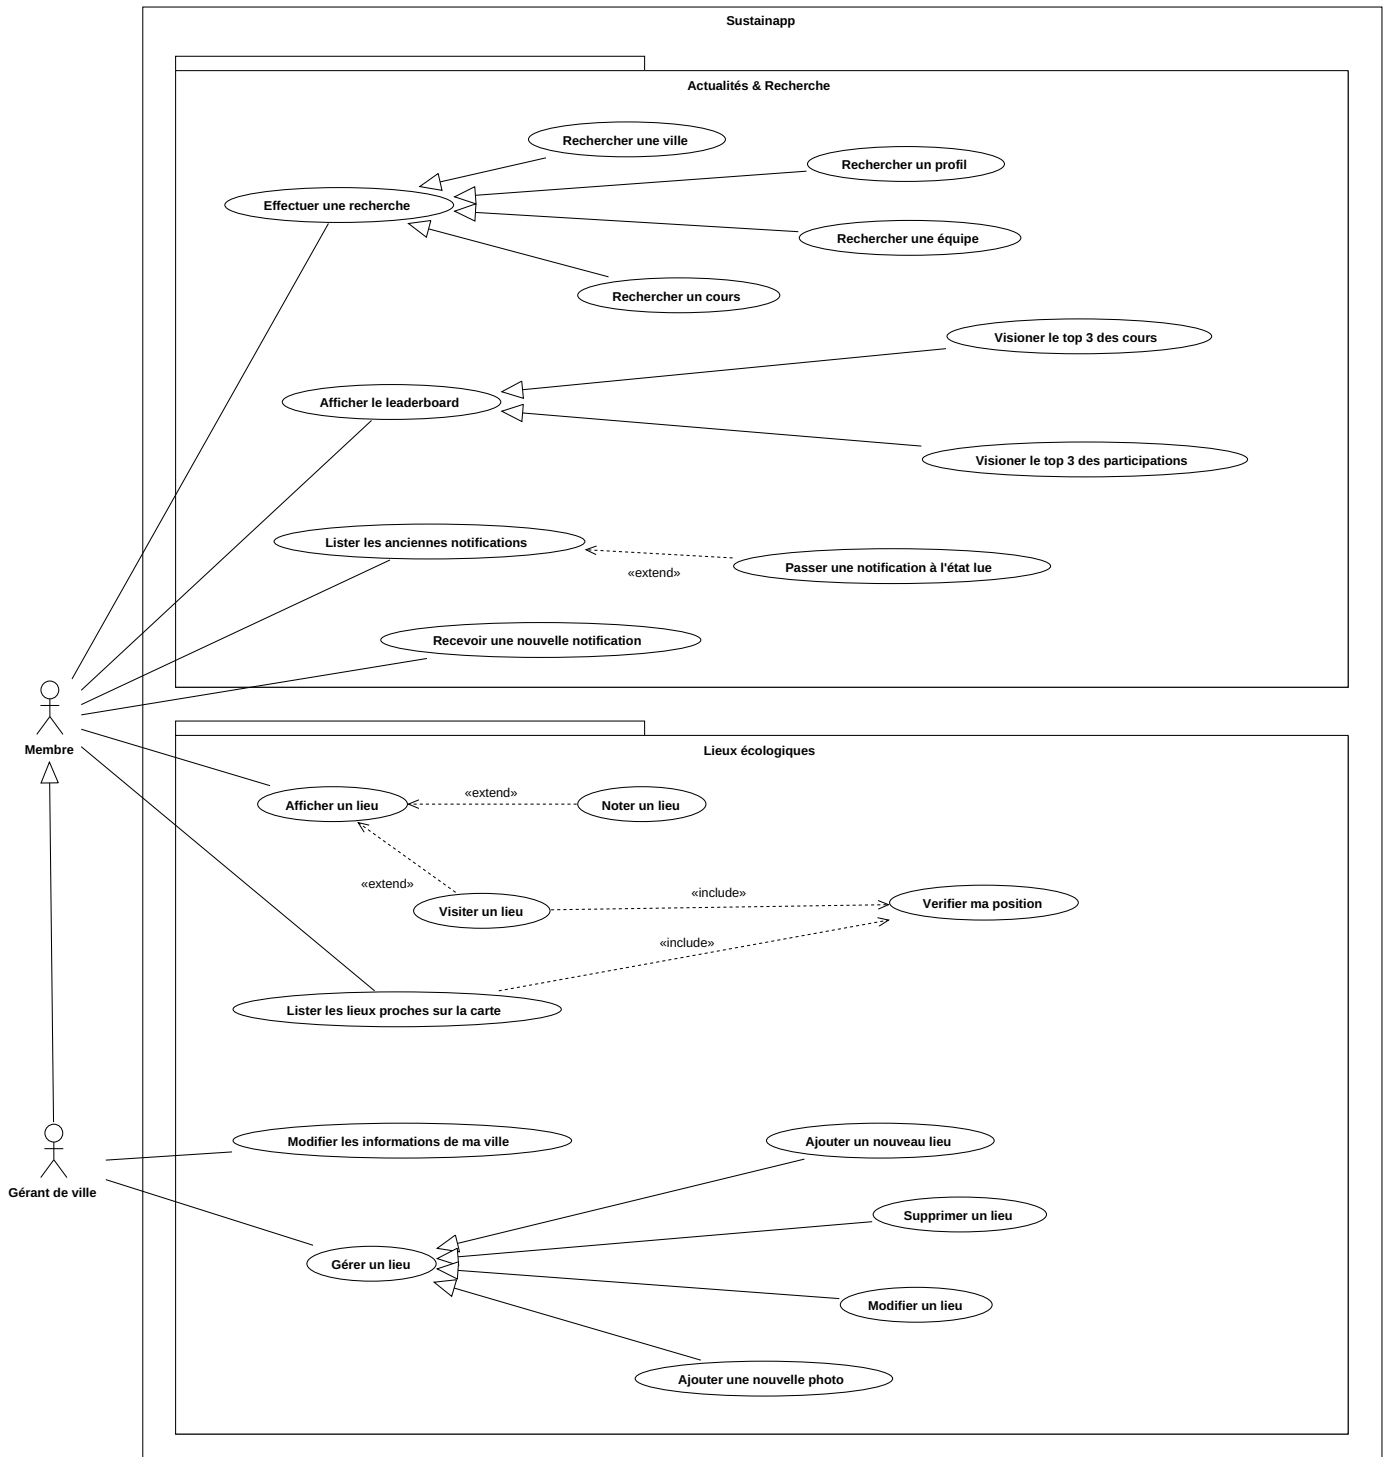 Sustainapp
Actualités & Recherche
Rechercher une ville
Rechercher un profil
Effectuer une recherche
Rechercher une équipe
Rechercher un cours
Visioner le top 3 des cours
Afficher le leaderboard
Visioner le top 3 des participations
Lister les anciennes notifications
«extend»
Passer une notification à l'état lue
Recevoir une nouvelle notification
Membre
Lieux écologiques
Afficher un lieu
«extend»
Noter un lieu
«extend»
Visiter un lieu
«include»
Verifier ma position
«include»
Lister les lieux proches sur la carte
Gérant de ville
Modifier les informations de ma ville
Ajouter un nouveau lieu
Supprimer un lieu
Gérer un lieu
Modifier un lieu
Ajouter une nouvelle photo